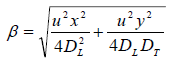 β = √(u²x²/4D_L² + u²y²/4D_L D_T)